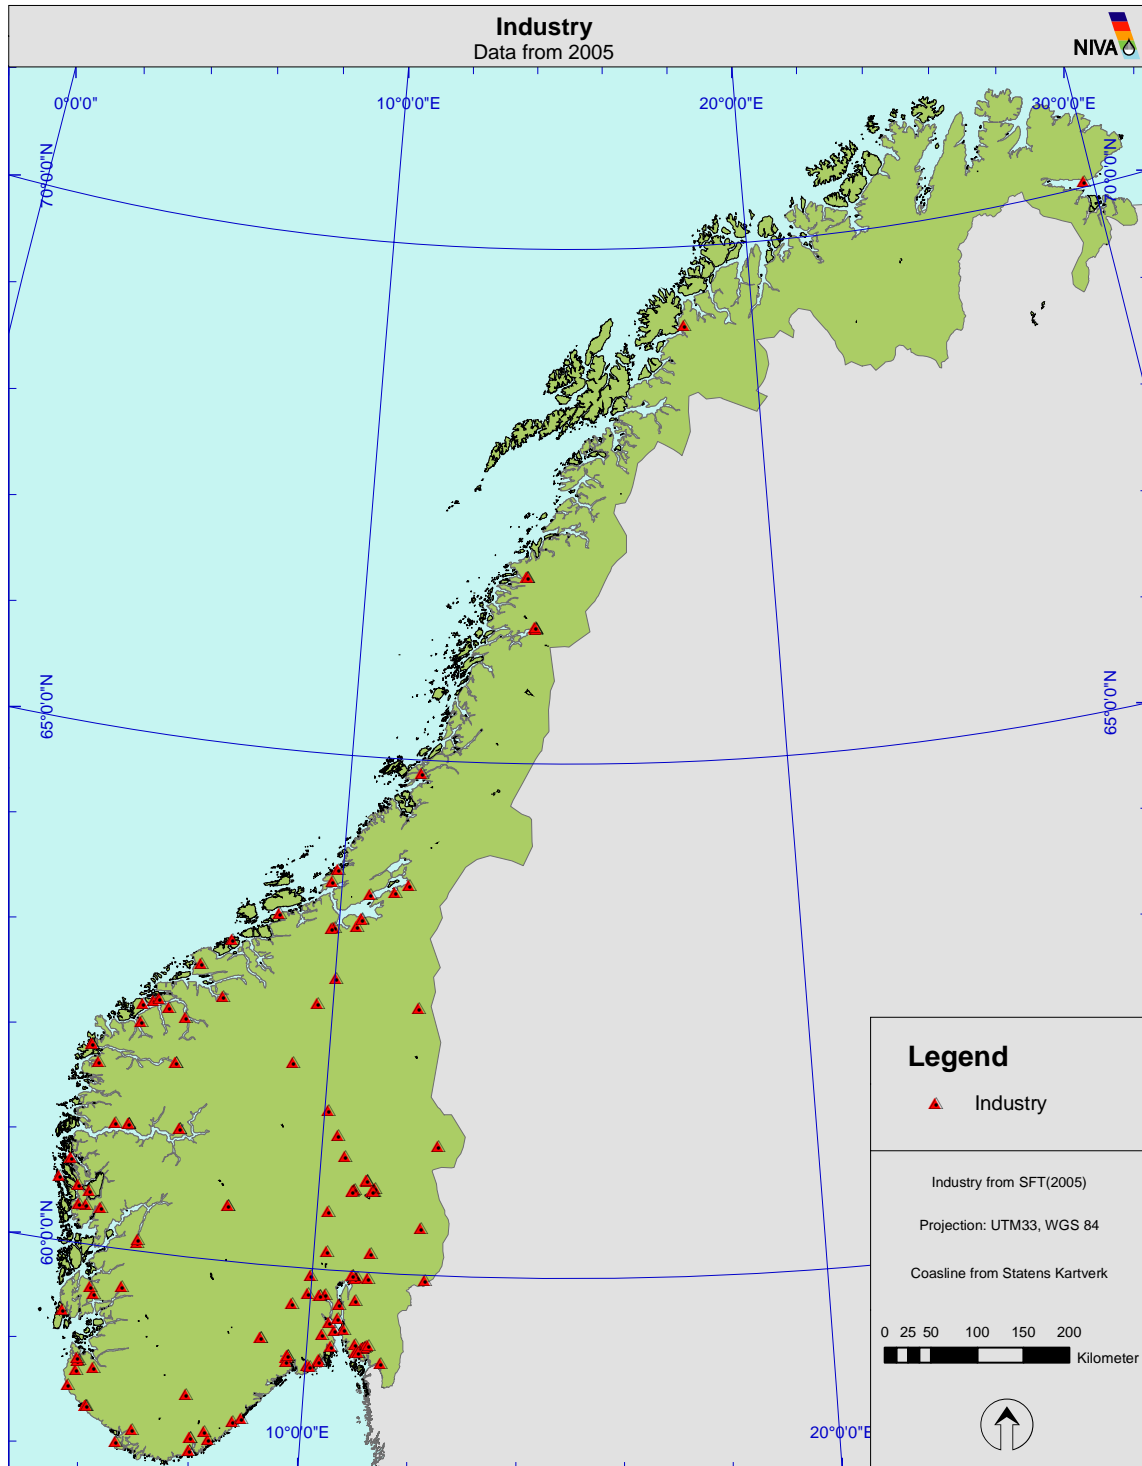 Industry
Data from 2005
NIVA
0°0'0"
10°0'0"E
20°0'0"E
30°0'0"E
70°0'0"N
70°0'0"N
65°0'0"N
65°0'0"N
60°0'0"N
10°0'0"E
20°0'0"E
Legend
Industry
Industry from SFT(2005)
Projection: UTM33, WGS 84
Coasline from Statens Kartverk
0 25 50 100 150 200
Kilometer